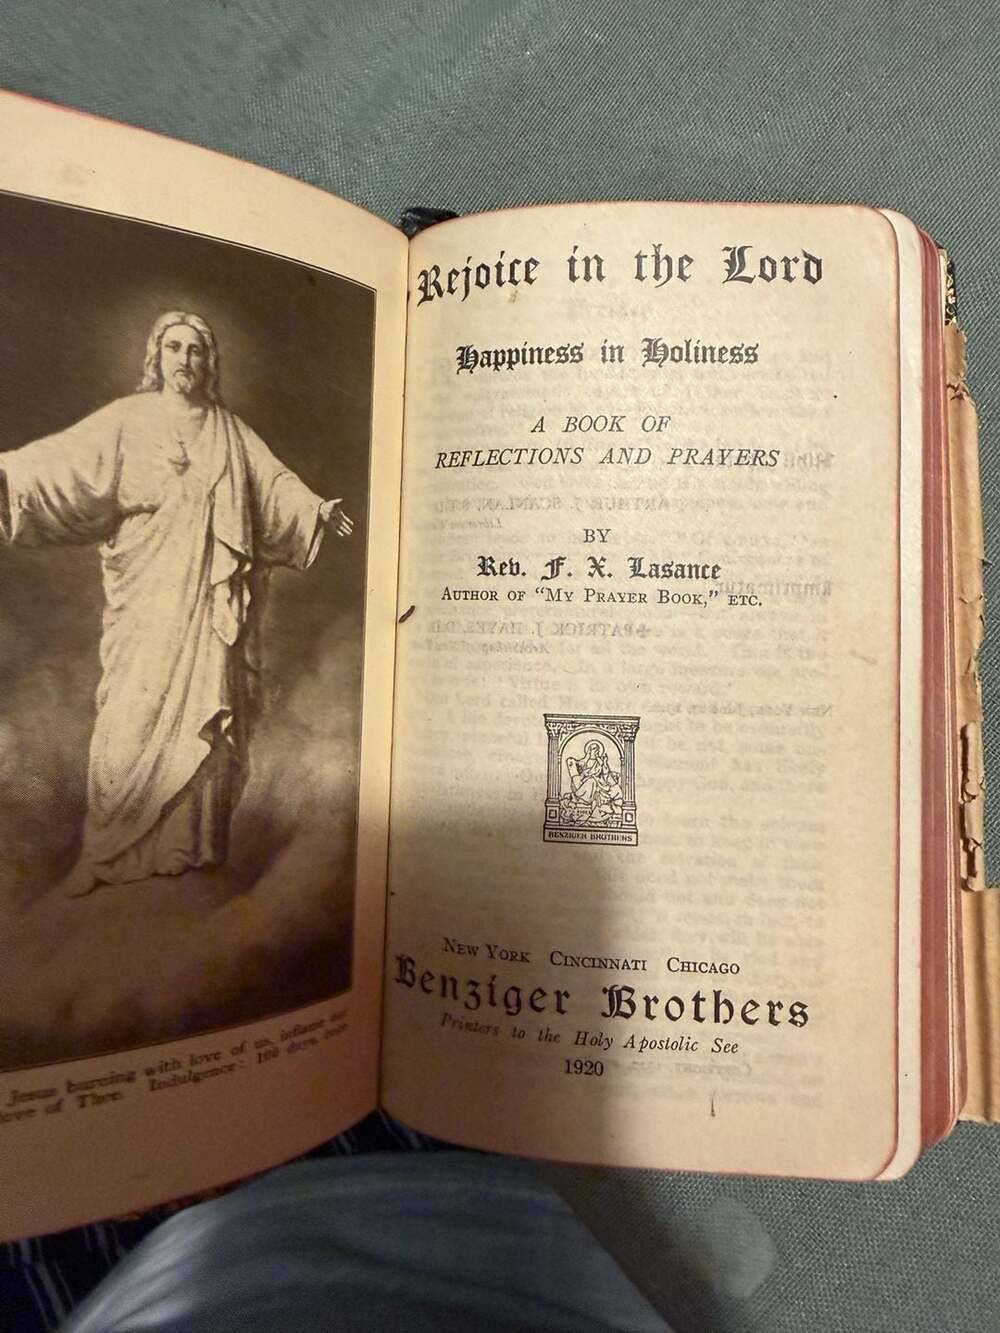 Jesus burning with love of us, inflame our
love of Thee. Indulgence: 100 days, once
Rejoice in the Lord
Happiness in Holiness
A BOOK OF
REFLECTIONS AND PRAYERS
BY
Rev. F. X. Lasance
AUTHOR OF "MY PRAYER BOOK," ETC.
BENZIGER BROTHERS
NEW YORK CINCINNATI CHICAGO
Benziger Brothers
Printers to the Holy Apostolic See
1920